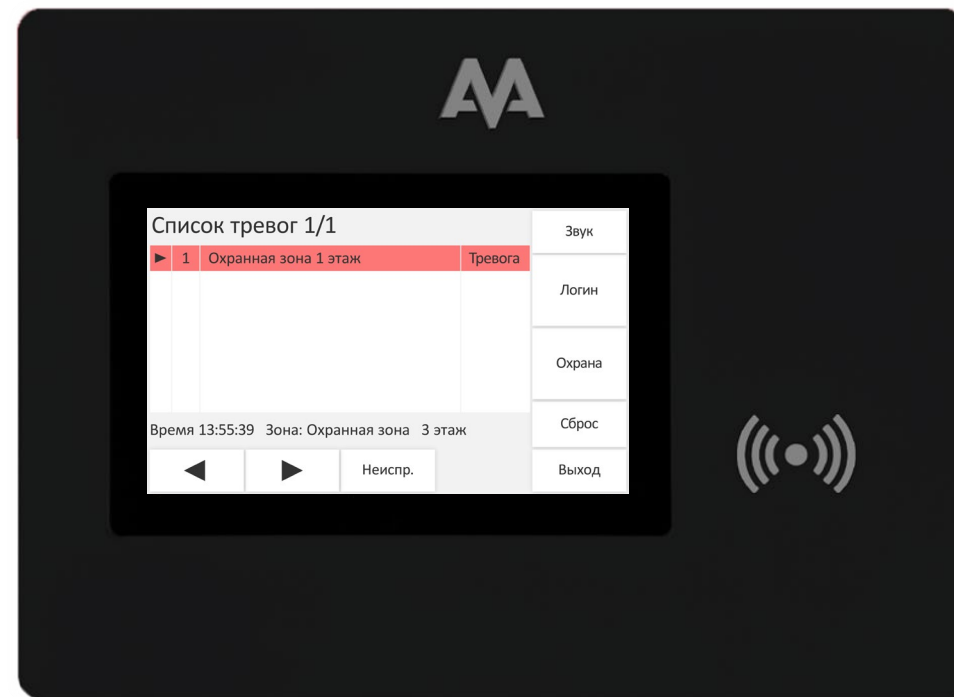 Список тревог 1/1
Звук
► 1 Охранная зона 1 этаж Тревога
Логин
Охрана
Время 13:55:39 Зона: Охранная зона 3 этаж
Сброс
◄ ► Неиспр.
Выход